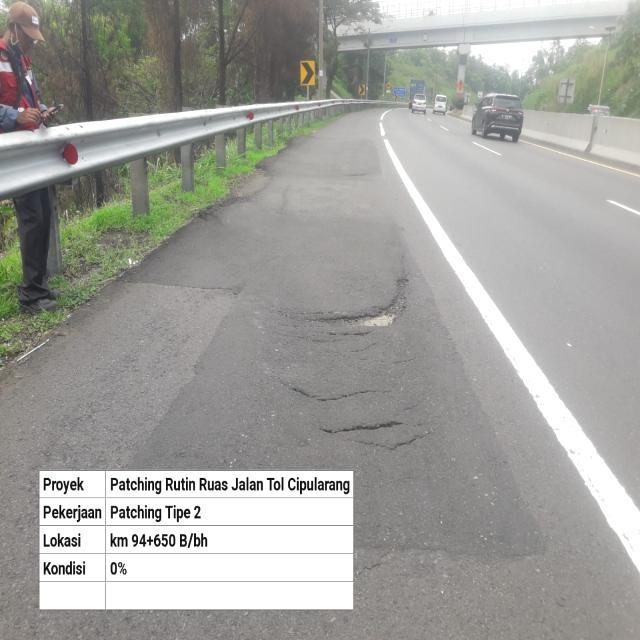 Proyek Patching Rutin Ruas Jalan Tol Cipularang
Pekerjaan Patching Tipe 2
Lokasi km 94+650 B/bh
Kondisi 0%